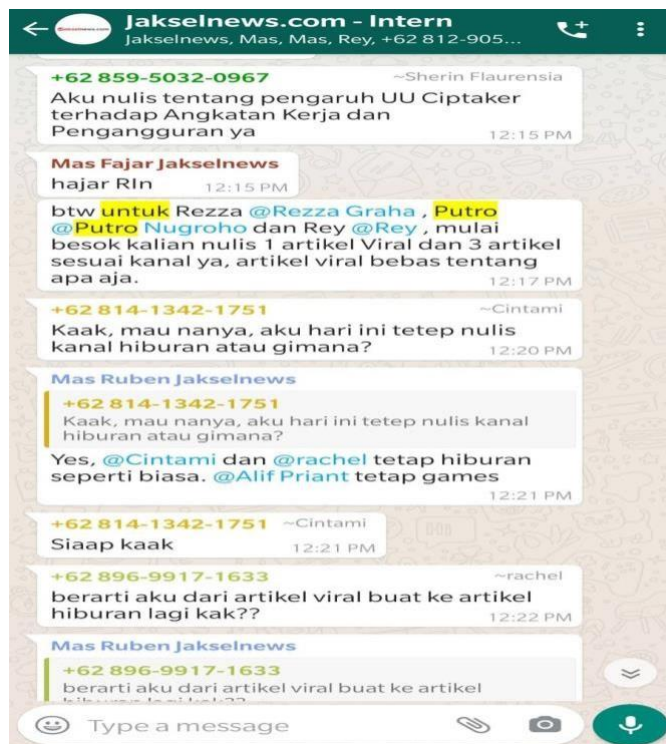 Jakselnews.com - Intern
Jakselnews, Mas, Mas, Rey, +62 812-905...
+62 859-5032-0967 ~Sherin Flaurensia
Aku nulis tentang pengaruh UU Ciptaker
terhadap Angkatan Kerja dan
Pengangguran ya 12:15 PM
Mas Fajar Jakselnews
hajar RIn 12:15 PM
btw untuk Rezza @Rezza Graha , Putro
@Putro Nugroho dan Rey @Rey , mulai
besok kalian nulis 1 artikel Viral dan 3 artikel
sesuai kanal ya, artikel viral bebas tentang
apa aja. 12:17 PM
+62 814-1342-1751 ~Cintami
Kaak, mau nanya, aku hari ini tetep nulis
kanal hiburan atau gimana? 12:20 PM
Mas Ruben Jakselnews
+62 814-1342-1751
Kaak, mau nanya, aku hari ini tetep nulis kanal
hiburan atau gimana?
Yes, @Cintami dan @rachel tetap hiburan
seperti biasa. @Alif Priant tetap games
12:21 PM
+62 814-1342-1751 ~Cintami
Siaap kaak 12:21 PM
+62 896-9917-1633 ~rachel
berarti aku dari artikel viral buat ke artikel
hiburan lagi kak?? 12:22 PM
Mas Ruben Jakselnews
+62 896-9917-1633
berarti aku dari artikel viral buat ke artikel
Type a message